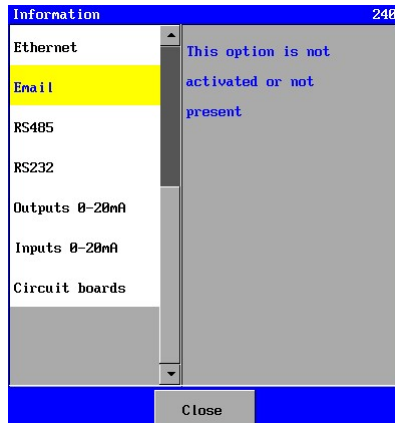 Information 240
Ethernet
Email
RS485
RS232
Outputs 0-20mA
Inputs 0-20mA
Circuit boards
This option is not
activated or not
present
Close